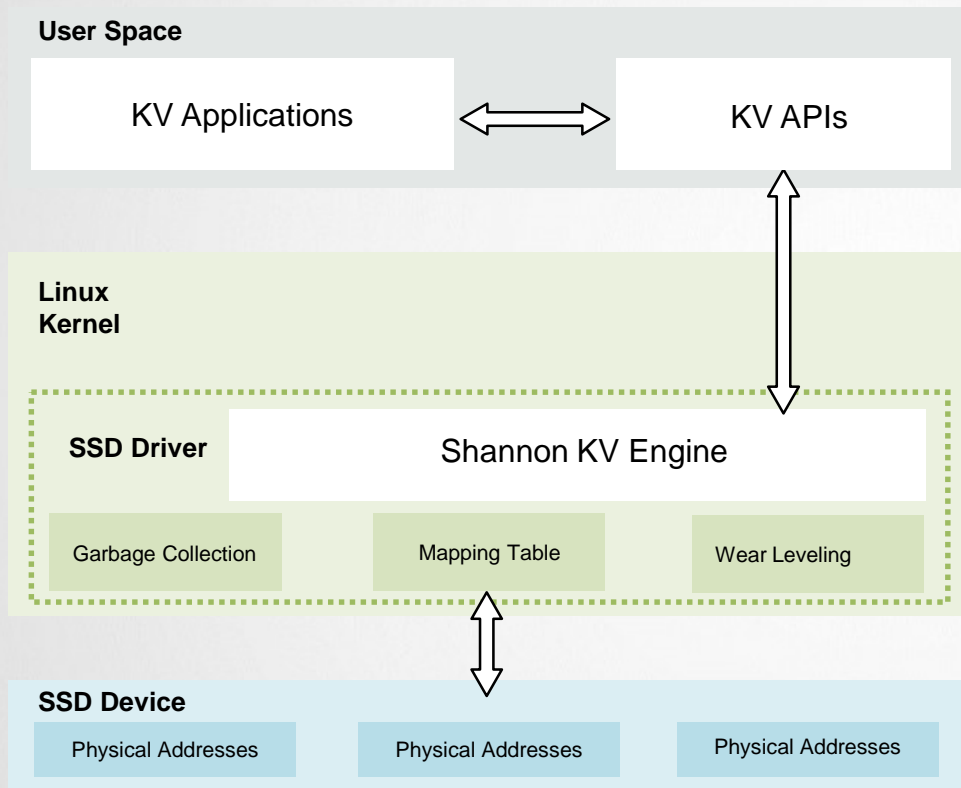 User Space
KV Applications
KV APIs
Linux
Kernel
SSD Driver
Shannon KV Engine
Garbage Collection
Mapping Table
Wear Leveling
SSD Device
Physical Addresses
Physical Addresses
Physical Addresses